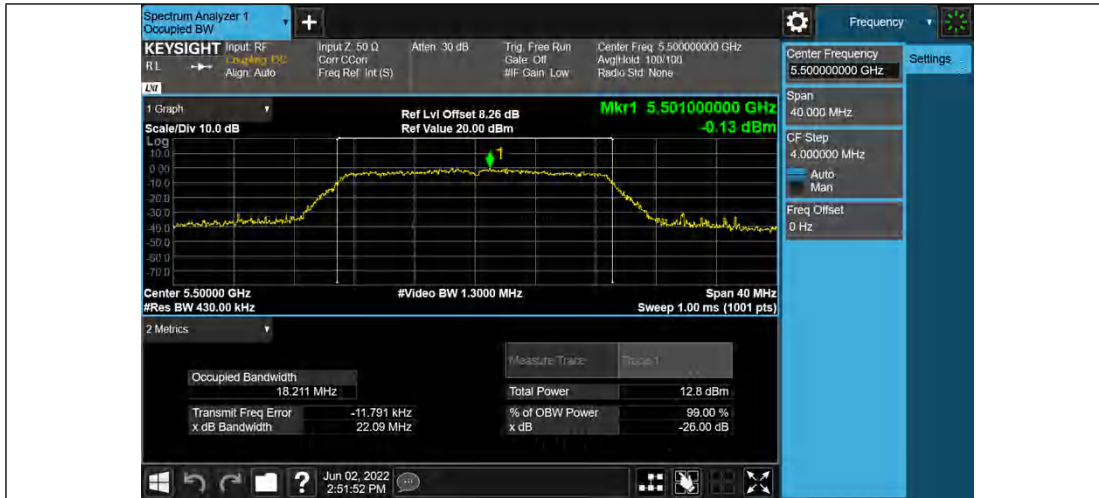 Spectrum Analyzer 1
Occupied BW
Frequency
KEYSIGHT
RL
LXI
Input: RF
Coupling: DC
Align: Auto
Input Z: 50 Ω
Corr CCorr
Freq Ref: Int (S)
Atten: 30 dB
Trig: Free Run
Gate: Off
#IF Gain: Low
Center Freq: 5.500000000 GHz
Avg|Hold: 100/100
Radio Std: None
Center Frequency
5.500000000 GHz
Settings
Span
40.000 MHz
CF Step
4.000000 MHz
Auto
Man
Freq Offset
0 Hz
1 Graph
Scale/Div 10.0 dB
Ref Lvl Offset 8.26 dB
Ref Value 20.00 dBm
Mkr1 5.501000000 GHz
-0.13 dBm
Log
10.0
0.00
-10.0
-20.0
-30.0
-40.0
-50.0
-60.0
-70.0
1
Center 5.50000 GHz
#Res BW 430.00 kHz
#Video BW 1.3000 MHz
Span 40 MHz
Sweep 1.00 ms (1001 pts)
2 Metrics
Measure Trace
Trace 1
Occupied Bandwidth
18.211 MHz
Total Power
12.8 dBm
Transmit Freq Error
-11.791 kHz
% of OBW Power
99.00 %
x dB Bandwidth
22.09 MHz
x dB
-26.00 dB
?
Jun 02, 2022
2:51:52 PM